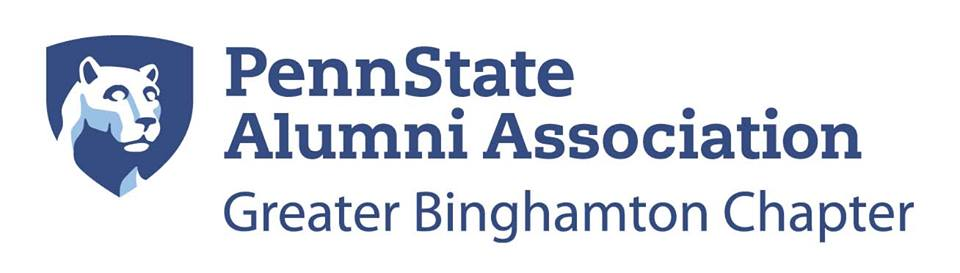 PennState
Alumni Association
Greater Binghamton Chapter